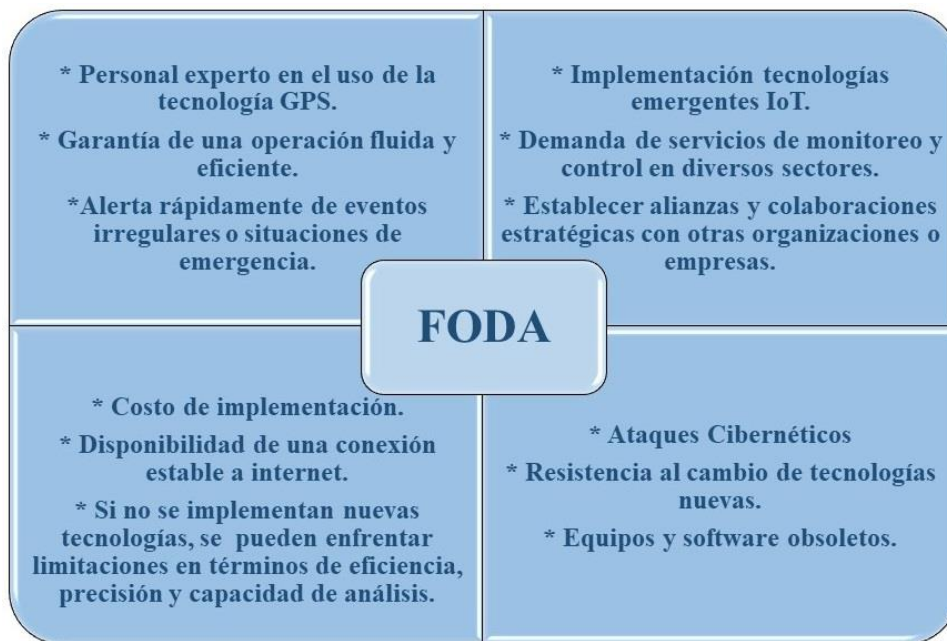 * Personal experto en el uso de la
tecnología GPS.
* Garantía de una operación fluida y
eficiente.
*Alerta rápidamente de eventos
irregulares o situaciones de
emergencia.
* Implementación tecnologías
emergentes IoT.
* Demanda de servicios de monitoreo y
control en diversos sectores.
* Establecer alianzas y colaboraciones
estratégicas con otras organizaciones o
empresas.
FODA
* Costo de implementación.
* Disponibilidad de una conexión
estable a internet.
* Si no se implementan nuevas
tecnologías, se pueden enfrentar
limitaciones en términos de eficiencia,
precisión y capacidad de análisis.
* Ataques Cibernéticos
* Resistencia al cambio de tecnologías
nuevas.
* Equipos y software obsoletos.